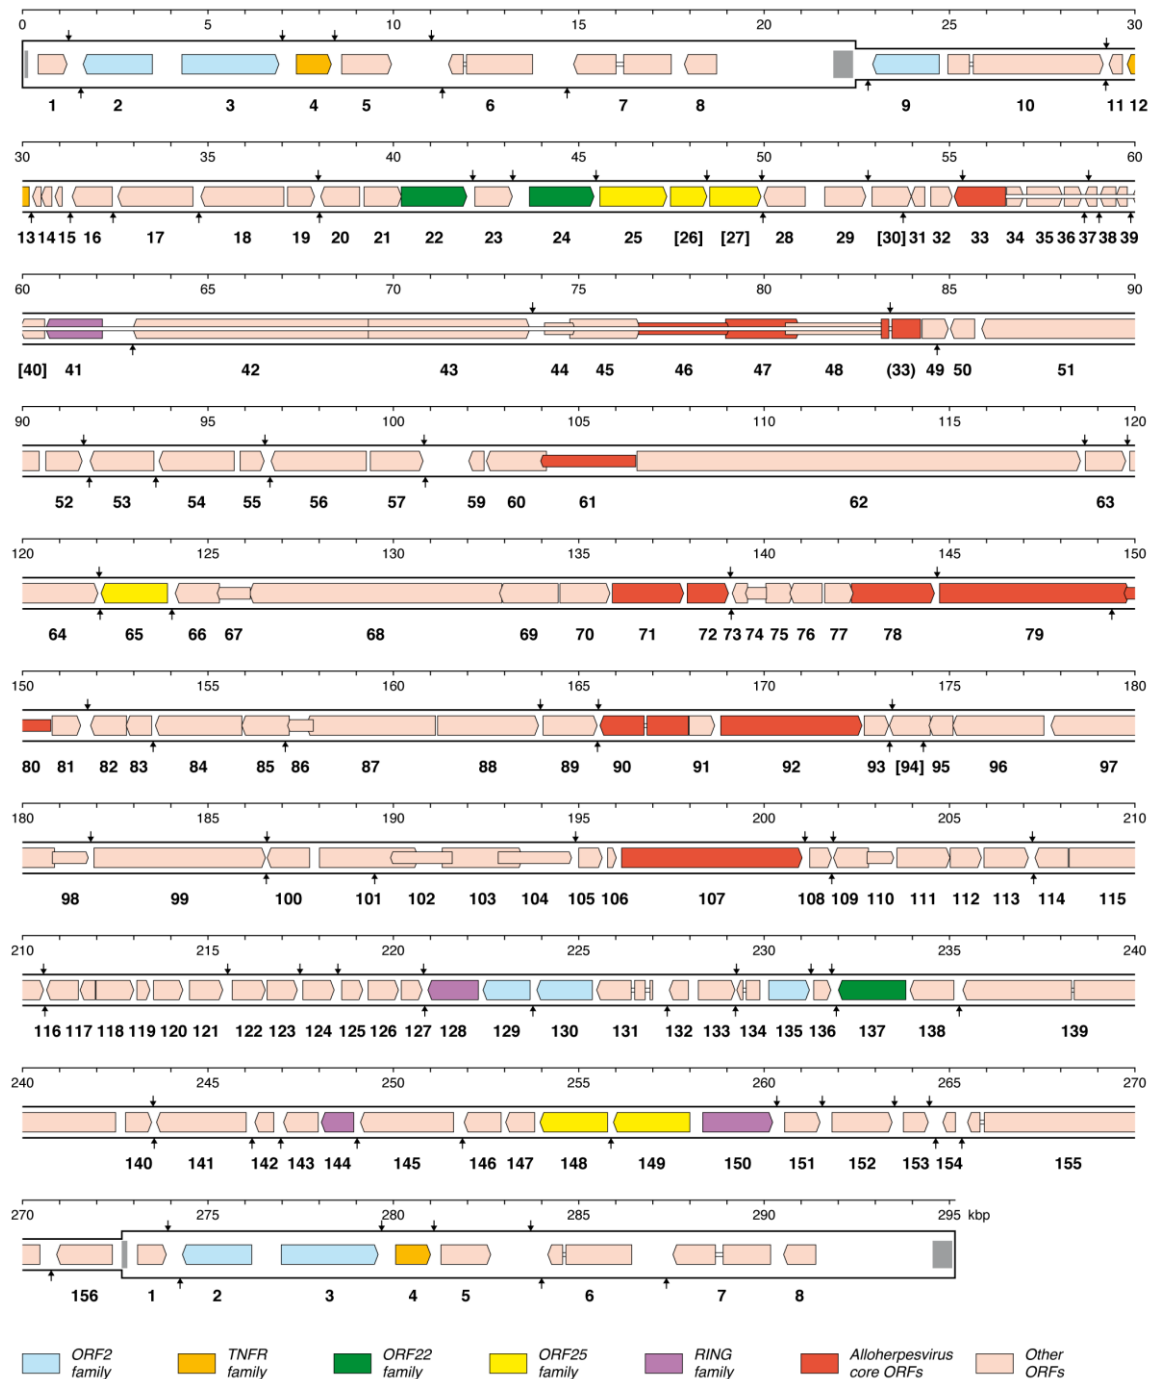 0 5 10 15 20 25 30
1 2 3 4 5 6 7 8 9 10 11 12
30 35 40 45 50 55 60
13 14 15 16 17 18 19 20 21 22 23 24 25 [26] [27] 28 29 [30] 31 32 33 34 35 36 37 38 39
60 65 70 75 80 85 90
[40] 41 42 43 44 45 46 47 48 (33) 49 50 51
90 95 100 105 110 115 120
52 53 54 55 56 57 59 60 61 62 63
120 125 130 135 140 145 150
64 65 66 67 68 69 70 71 72 73 74 75 76 77 78 79
150 155 160 165 170 175 180
80 81 82 83 84 85 86 87 88 89 90 91 92 93 [94] 95 96 97
180 185 190 195 200 205 210
98 99 100 101 102 103 104 105 106 107 108 109 110 111 112 113 114 115
210 215 220 225 230 235 240
116 117 118 119 120 121 122 123 124 125 126 127 128 129 130 131 132 133 134 135 136 137 138 139
240 245 250 255 260 265 270
140 141 142 143 144 145 146 147 148 149 150 151 152 153 154 155
270 275 280 285 290 295 kbp
156 1 2 3 4 5 6 7 8
ORF2 family
TNFR family
ORF22 family
ORF25 family
RING family
Alloherpesvirus core ORFs
Other ORFs